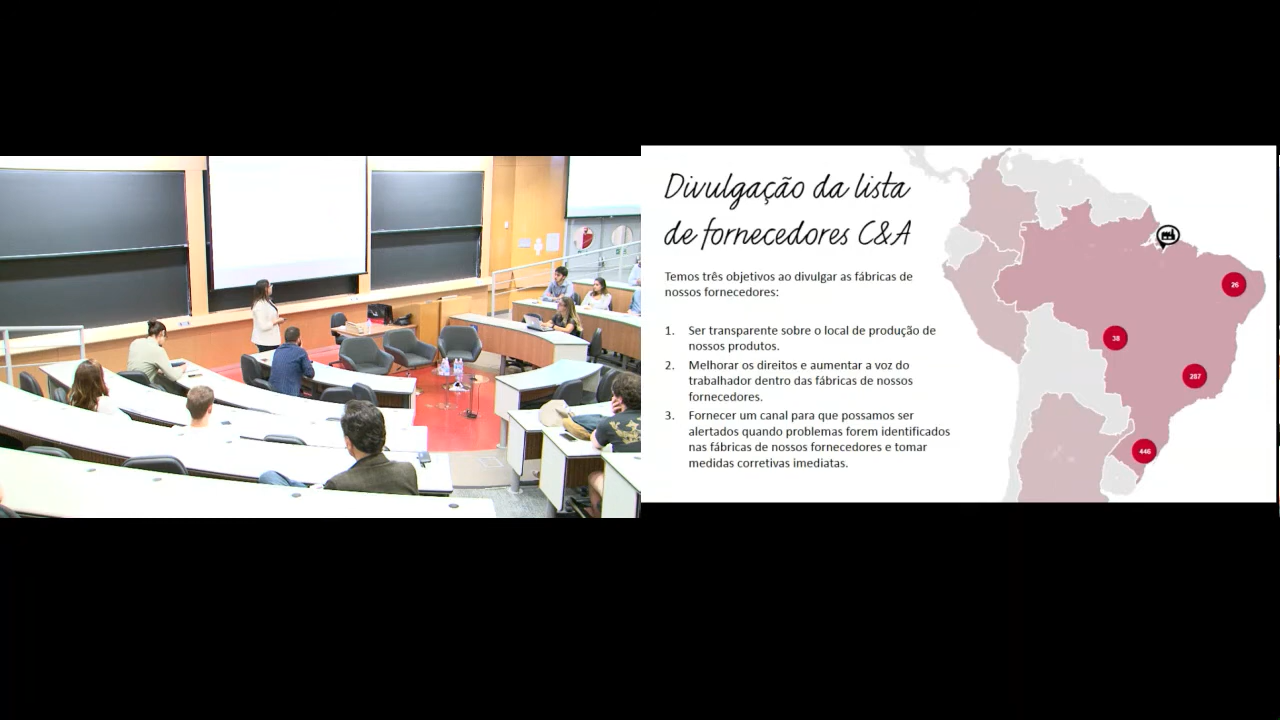 Divulgação da lista
de fornecedores C&A
Temos três objetivos ao divulgar as fábricas de
nossos fornecedores:
1. Ser transparente sobre o local de produção de
nossos produtos.
2. Melhorar os direitos e aumentar a voz do
trabalhador dentro das fábricas de nossos
fornecedores.
3. Fornecer um canal para que possamos ser
alertados quando problemas forem identificados
nas fábricas de nossos fornecedores e tomar
medidas corretivas imediatas.
26
38
287
446